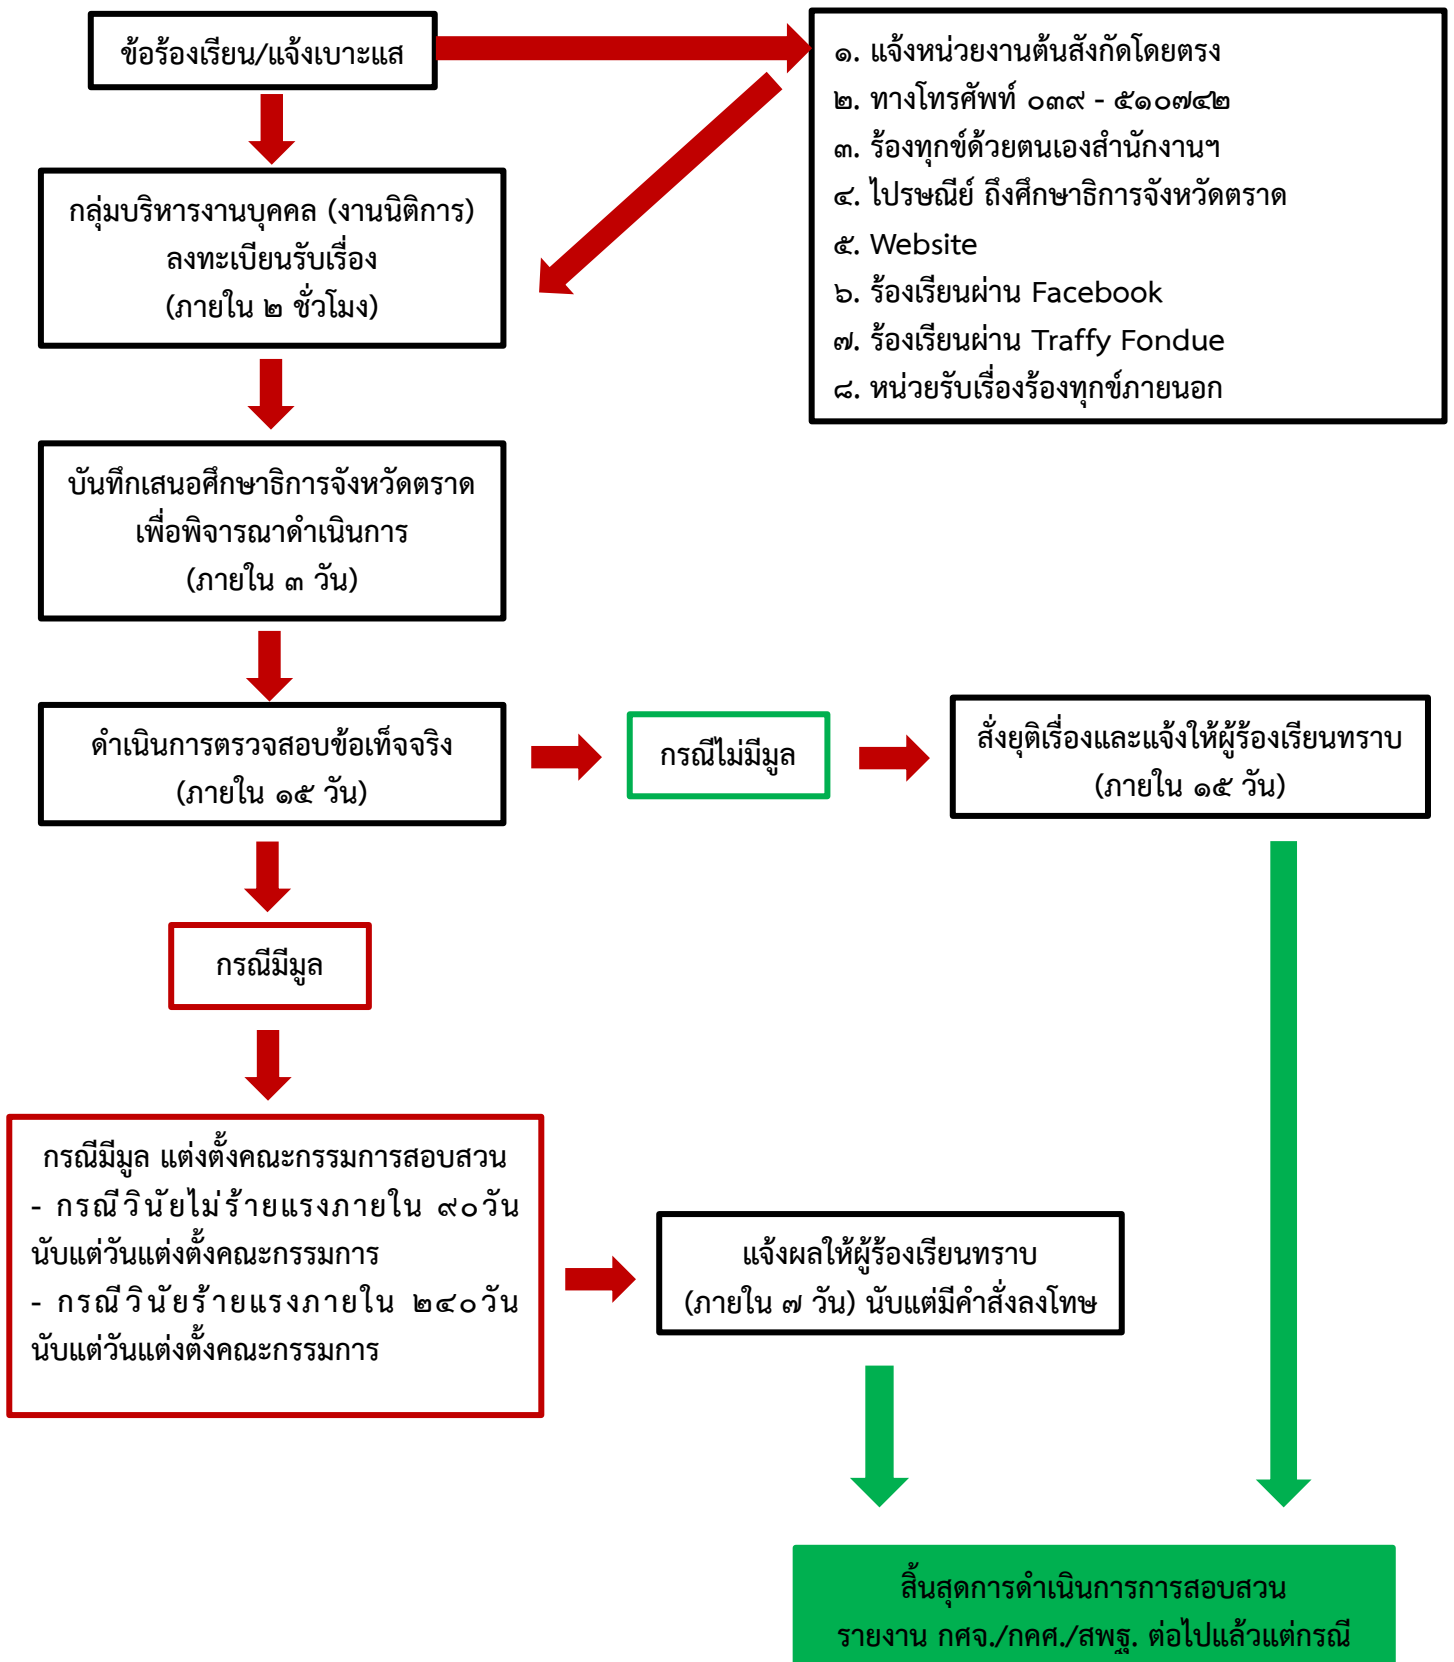 ข้อร้องเรียน/แจ้งเบาะแส
๑. แจ้งหน่วยงานต้นสังกัดโดยตรง
๒. ทางโทรศัพท์ ๐๓๙ - ๕๑๐๗๔๒
๓. ร้องทุกข์ด้วยตนเองสำนักงานฯ
๔. ไปรษณีย์ ถึงศึกษาธิการจังหวัดตราด
๕. Website
๖. ร้องเรียนผ่าน Facebook
๗. ร้องเรียนผ่าน Traffy Fondue
๘. หน่วยรับเรื่องร้องทุกข์ภายนอก
กลุ่มบริหารงานบุคคล (งานนิติการ)
ลงทะเบียนรับเรื่อง
(ภายใน ๒ ชั่วโมง)
บันทึกเสนอศึกษาธิการจังหวัดตราด
เพื่อพิจารณาดำเนินการ
(ภายใน ๓ วัน)
ดำเนินการตรวจสอบข้อเท็จจริง
(ภายใน ๑๕ วัน)
กรณีไม่มีมูล
สั่งยุติเรื่องและแจ้งให้ผู้ร้องเรียนทราบ
(ภายใน ๑๕ วัน)
กรณีมีมูล
กรณีมีมูล แต่งตั้งคณะกรรมการสอบสวน
- กรณีวินัยไม่ร้ายแรงภายใน ๙๐วัน
นับแต่วันแต่งตั้งคณะกรรมการ
- กรณีวินัยร้ายแรงภายใน ๒๔๐วัน
นับแต่วันแต่งตั้งคณะกรรมการ
แจ้งผลให้ผู้ร้องเรียนทราบ
(ภายใน ๗ วัน) นับแต่มีคำสั่งลงโทษ
สิ้นสุดการดำเนินการการสอบสวน
รายงาน กศจ./กคศ./สพฐ. ต่อไปแล้วแต่กรณี